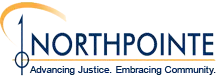 NORTHPOINTE
Advancing Justice. Embracing Community.